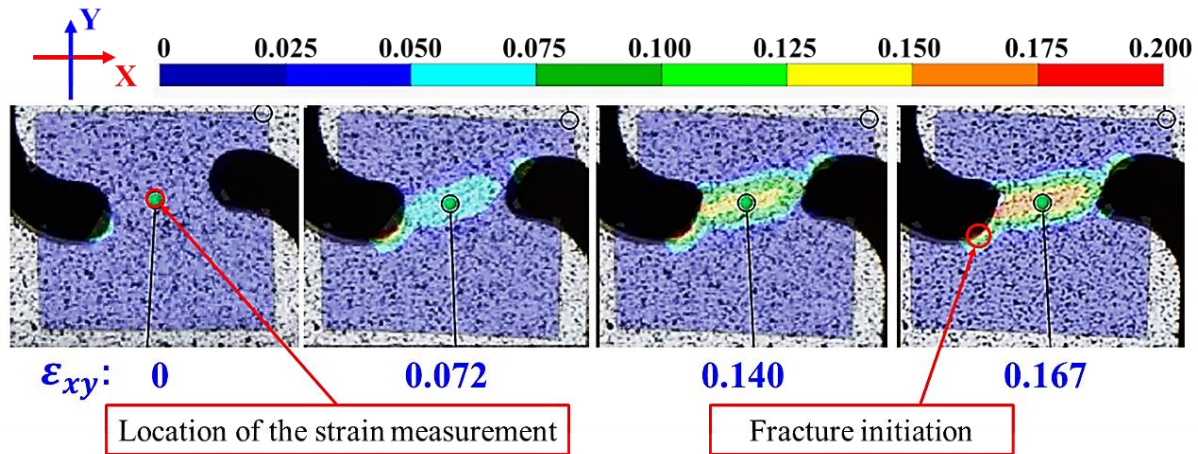 Y
X
0 0.025 0.050 0.075 0.100 0.125 0.150 0.175 0.200
εxy: 0 0.072 0.140 0.167
Location of the strain measurement
Fracture initiation